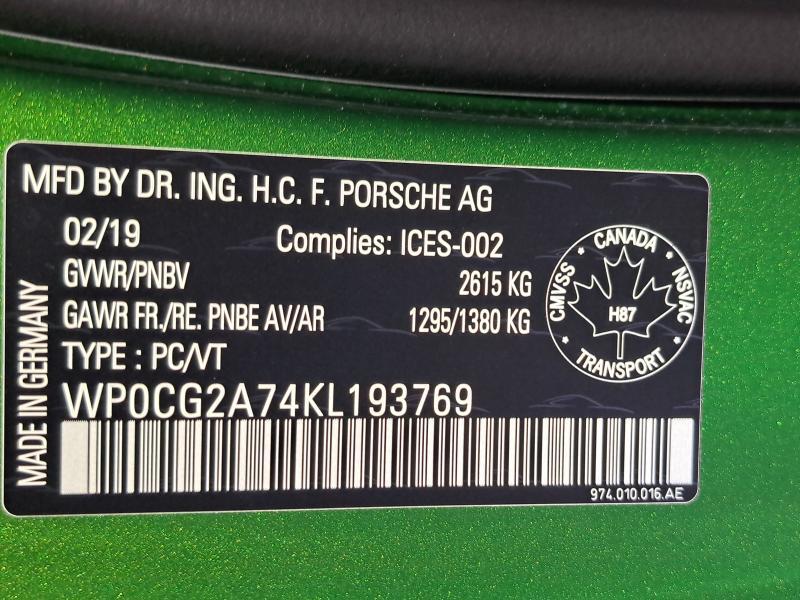 MFD BY DR. ING. H.C. F. PORSCHE AG
02/19 Complies: ICES-002
GVWR/PNBV 2615 KG
GAWR FR./RE. PNBE AV/AR 1295/1380 KG
TYPE : PC/VT
WP0CG2A74KL193769
974.010.016.AE
MADE IN GERMANY
CMVSS • CANADA • NSVAC
H87
• TRANSPORT •